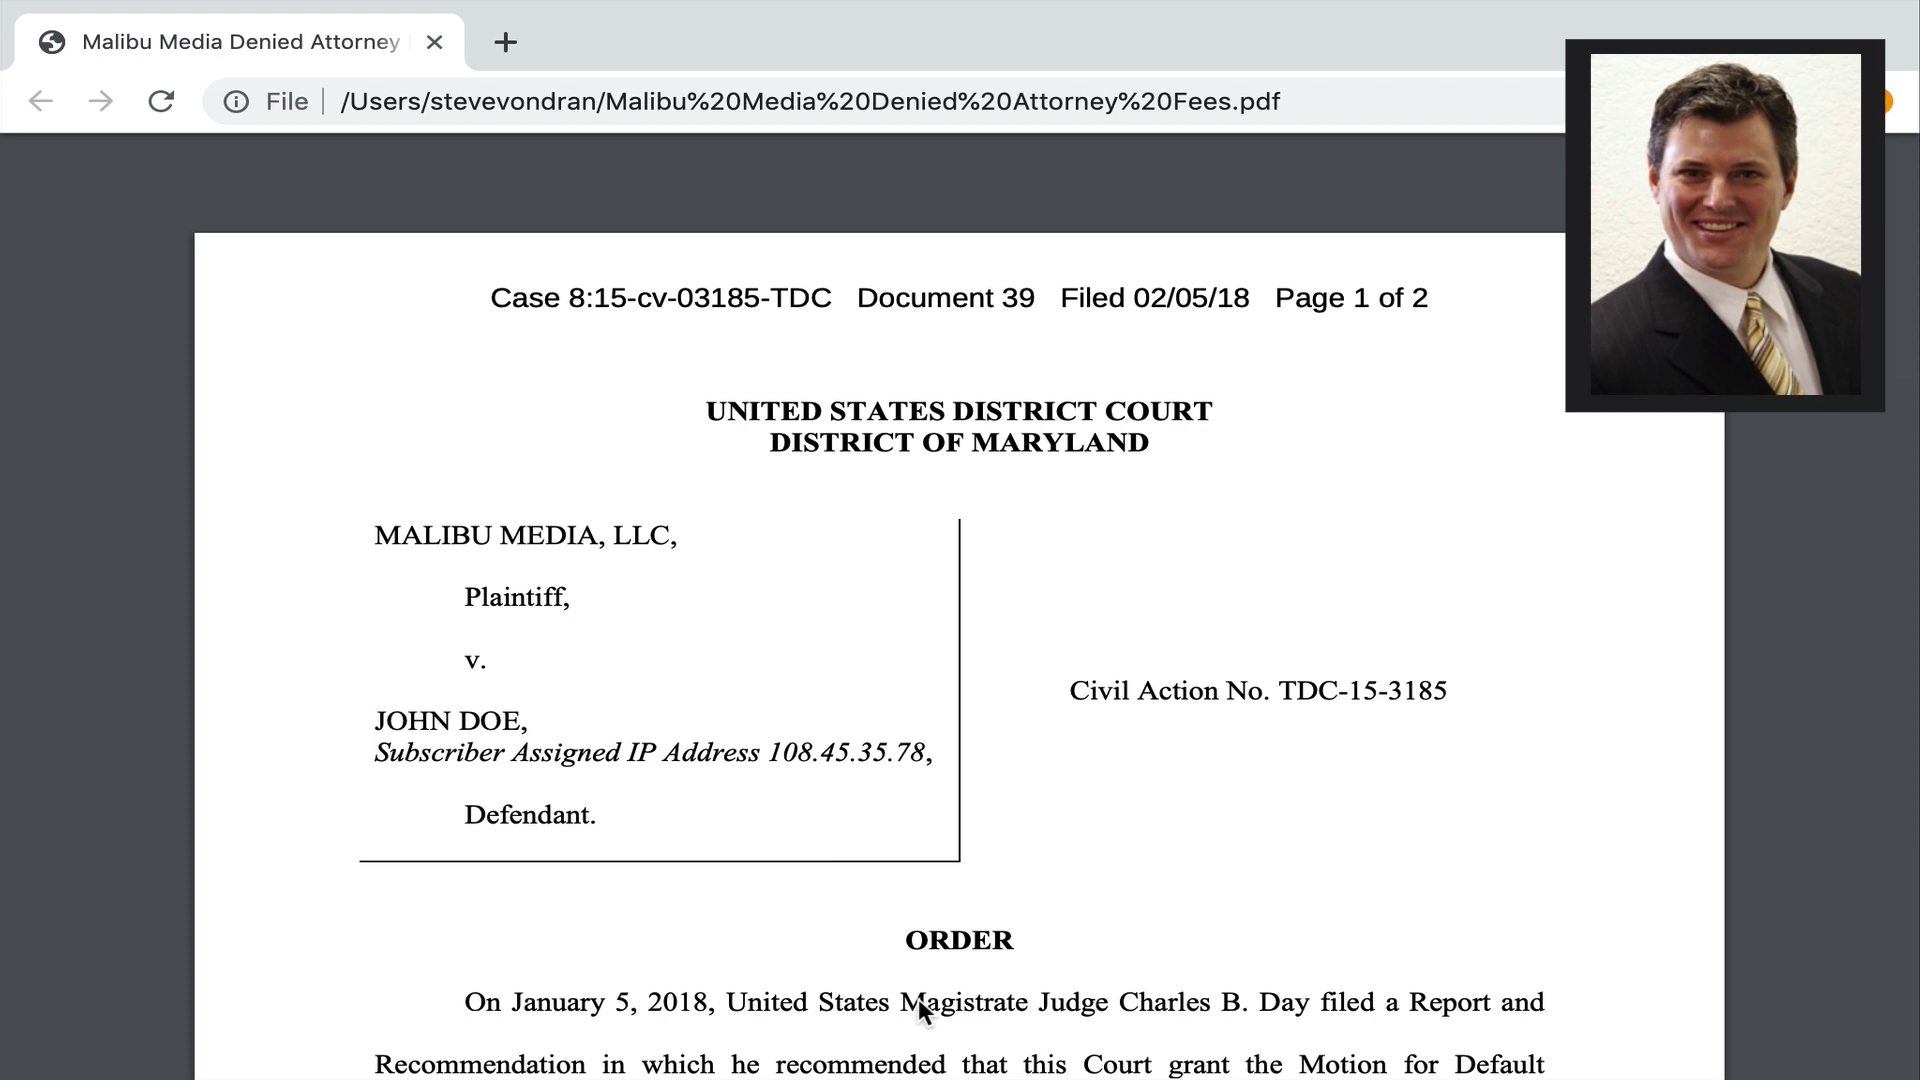 Malibu Media Denied Attorney
File /Users/stevevondran/Malibu%20Media%20Denied%20Attorney%20Fees.pdf
Case 8:15-cv-03185-TDC Document 39 Filed 02/05/18 Page 1 of 2
UNITED STATES DISTRICT COURT
DISTRICT OF MARYLAND
MALIBU MEDIA, LLC,
Plaintiff,
v.
Civil Action No. TDC-15-3185
JOHN DOE,
Subscriber Assigned IP Address 108.45.35.78,
Defendant.
ORDER
On January 5, 2018, United States Magistrate Judge Charles B. Day filed a Report and
Recommendation in which he recommended that this Court grant the Motion for Default